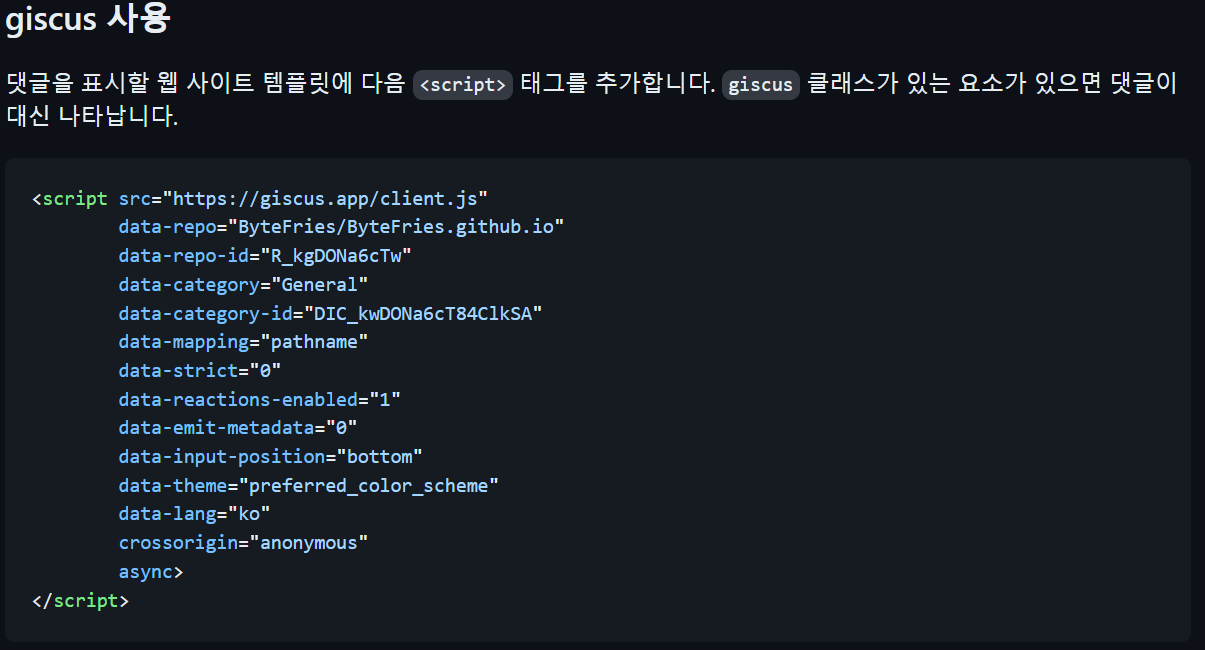 giscus 사용
댓글을 표시할 웹 사이트 템플릿에 다음 <script> 태그를 추가합니다. giscus 클래스가 있는 요소가 있으면 댓글이
대신 나타납니다.
<script src="https://giscus.app/client.js"
        data-repo="ByteFries/ByteFries.github.io"
        data-repo-id="R_kgDONa6cTw"
        data-category="General"
        data-category-id="DIC_kwDONa6cT84ClkSA"
        data-mapping="pathname"
        data-strict="0"
        data-reactions-enabled="1"
        data-emit-metadata="0"
        data-input-position="bottom"
        data-theme="preferred_color_scheme"
        data-lang="ko"
        crossorigin="anonymous"
        async>
</script>